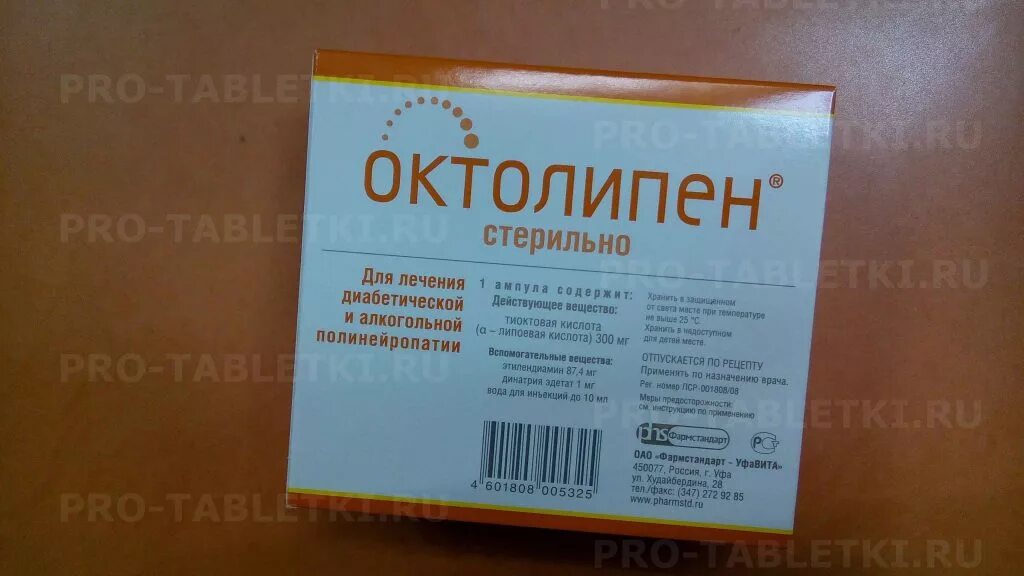 ОКТОЛИПЕН®
стерильно
Для лечения
диабетической
и алкогольной
полинейропатии
1 ампула содержит:
Действующее вещество:
тиоктовая кислота
(α – липоевая кислота) 300 мг
Вспомогательные вещества:
этилендиамин 87,4 мг
динатрия эдетат 1 мг
вода для инъекций до 10 мл
4 601808 005325
Хранить в защищенном
от света месте при температуре
не выше 25 °С.
Хранить в недоступном
для детей месте.
ОТПУСКАЕТСЯ ПО РЕЦЕПТУ
Применять по назначению врача.
Рег. номер ЛСР-001808/08
Меры предосторожности:
см. инструкцию по применению
phs Фармстандарт
РСТ
ОАО «Фармстандарт - УфаВИТА»
450077, Россия, г. Уфа
ул. Худайбердина, 28
тел./факс: (347) 272 92 85
www.pharmstd.ru
PRO-TABLETKI.RU
PRO-TABLETKI.RU
PRO-TABLETKI.RU
PRO-TABLETKI.RU
PRO-TABLETKI.RU
PRO-TABLETKI.RU
PRO-TABLETKI.RU
PRO-TABLETKI.RU
PRO-TABLETKI.RU